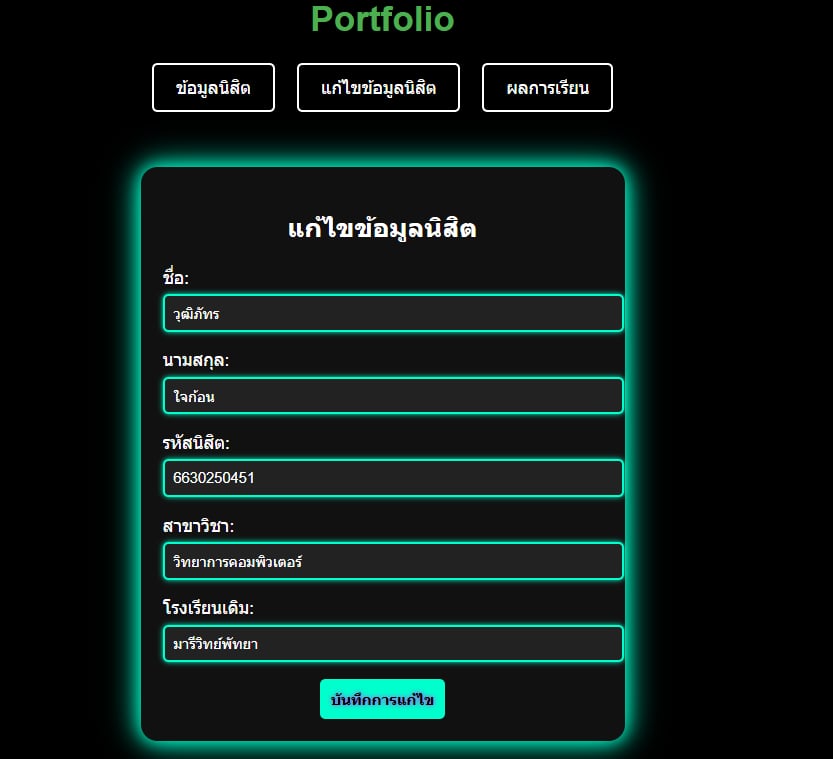 Portfolio
ข้อมูลนิสิต แก้ไขข้อมูลนิสิต ผลการเรียน
แก้ไขข้อมูลนิสิต
ชื่อ:
วุฒิภัทร
นามสกุล:
ใจก้อน
รหัสนิสิต:
6630250451
สาขาวิชา:
วิทยาการคอมพิวเตอร์
โรงเรียนเดิม:
มารีวิทย์พัทยา
บันทึกการแก้ไข